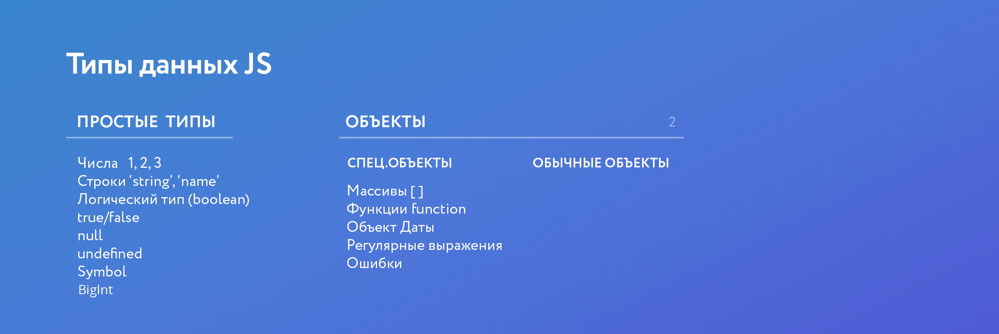 Типы данных JS
ПРОСТЫЕ ТИПЫ
Числа 1, 2, 3
Строки ‘string’, ‘name’
Логический тип (boolean)
true/false
null
undefined
Symbol
BigInt
ОБЪЕКТЫ 2
СПЕЦ.ОБЪЕКТЫ
Массивы [ ]
Функции function
Объект Даты
Регулярные выражения
Ошибки
ОБЫЧНЫЕ ОБЪЕКТЫ